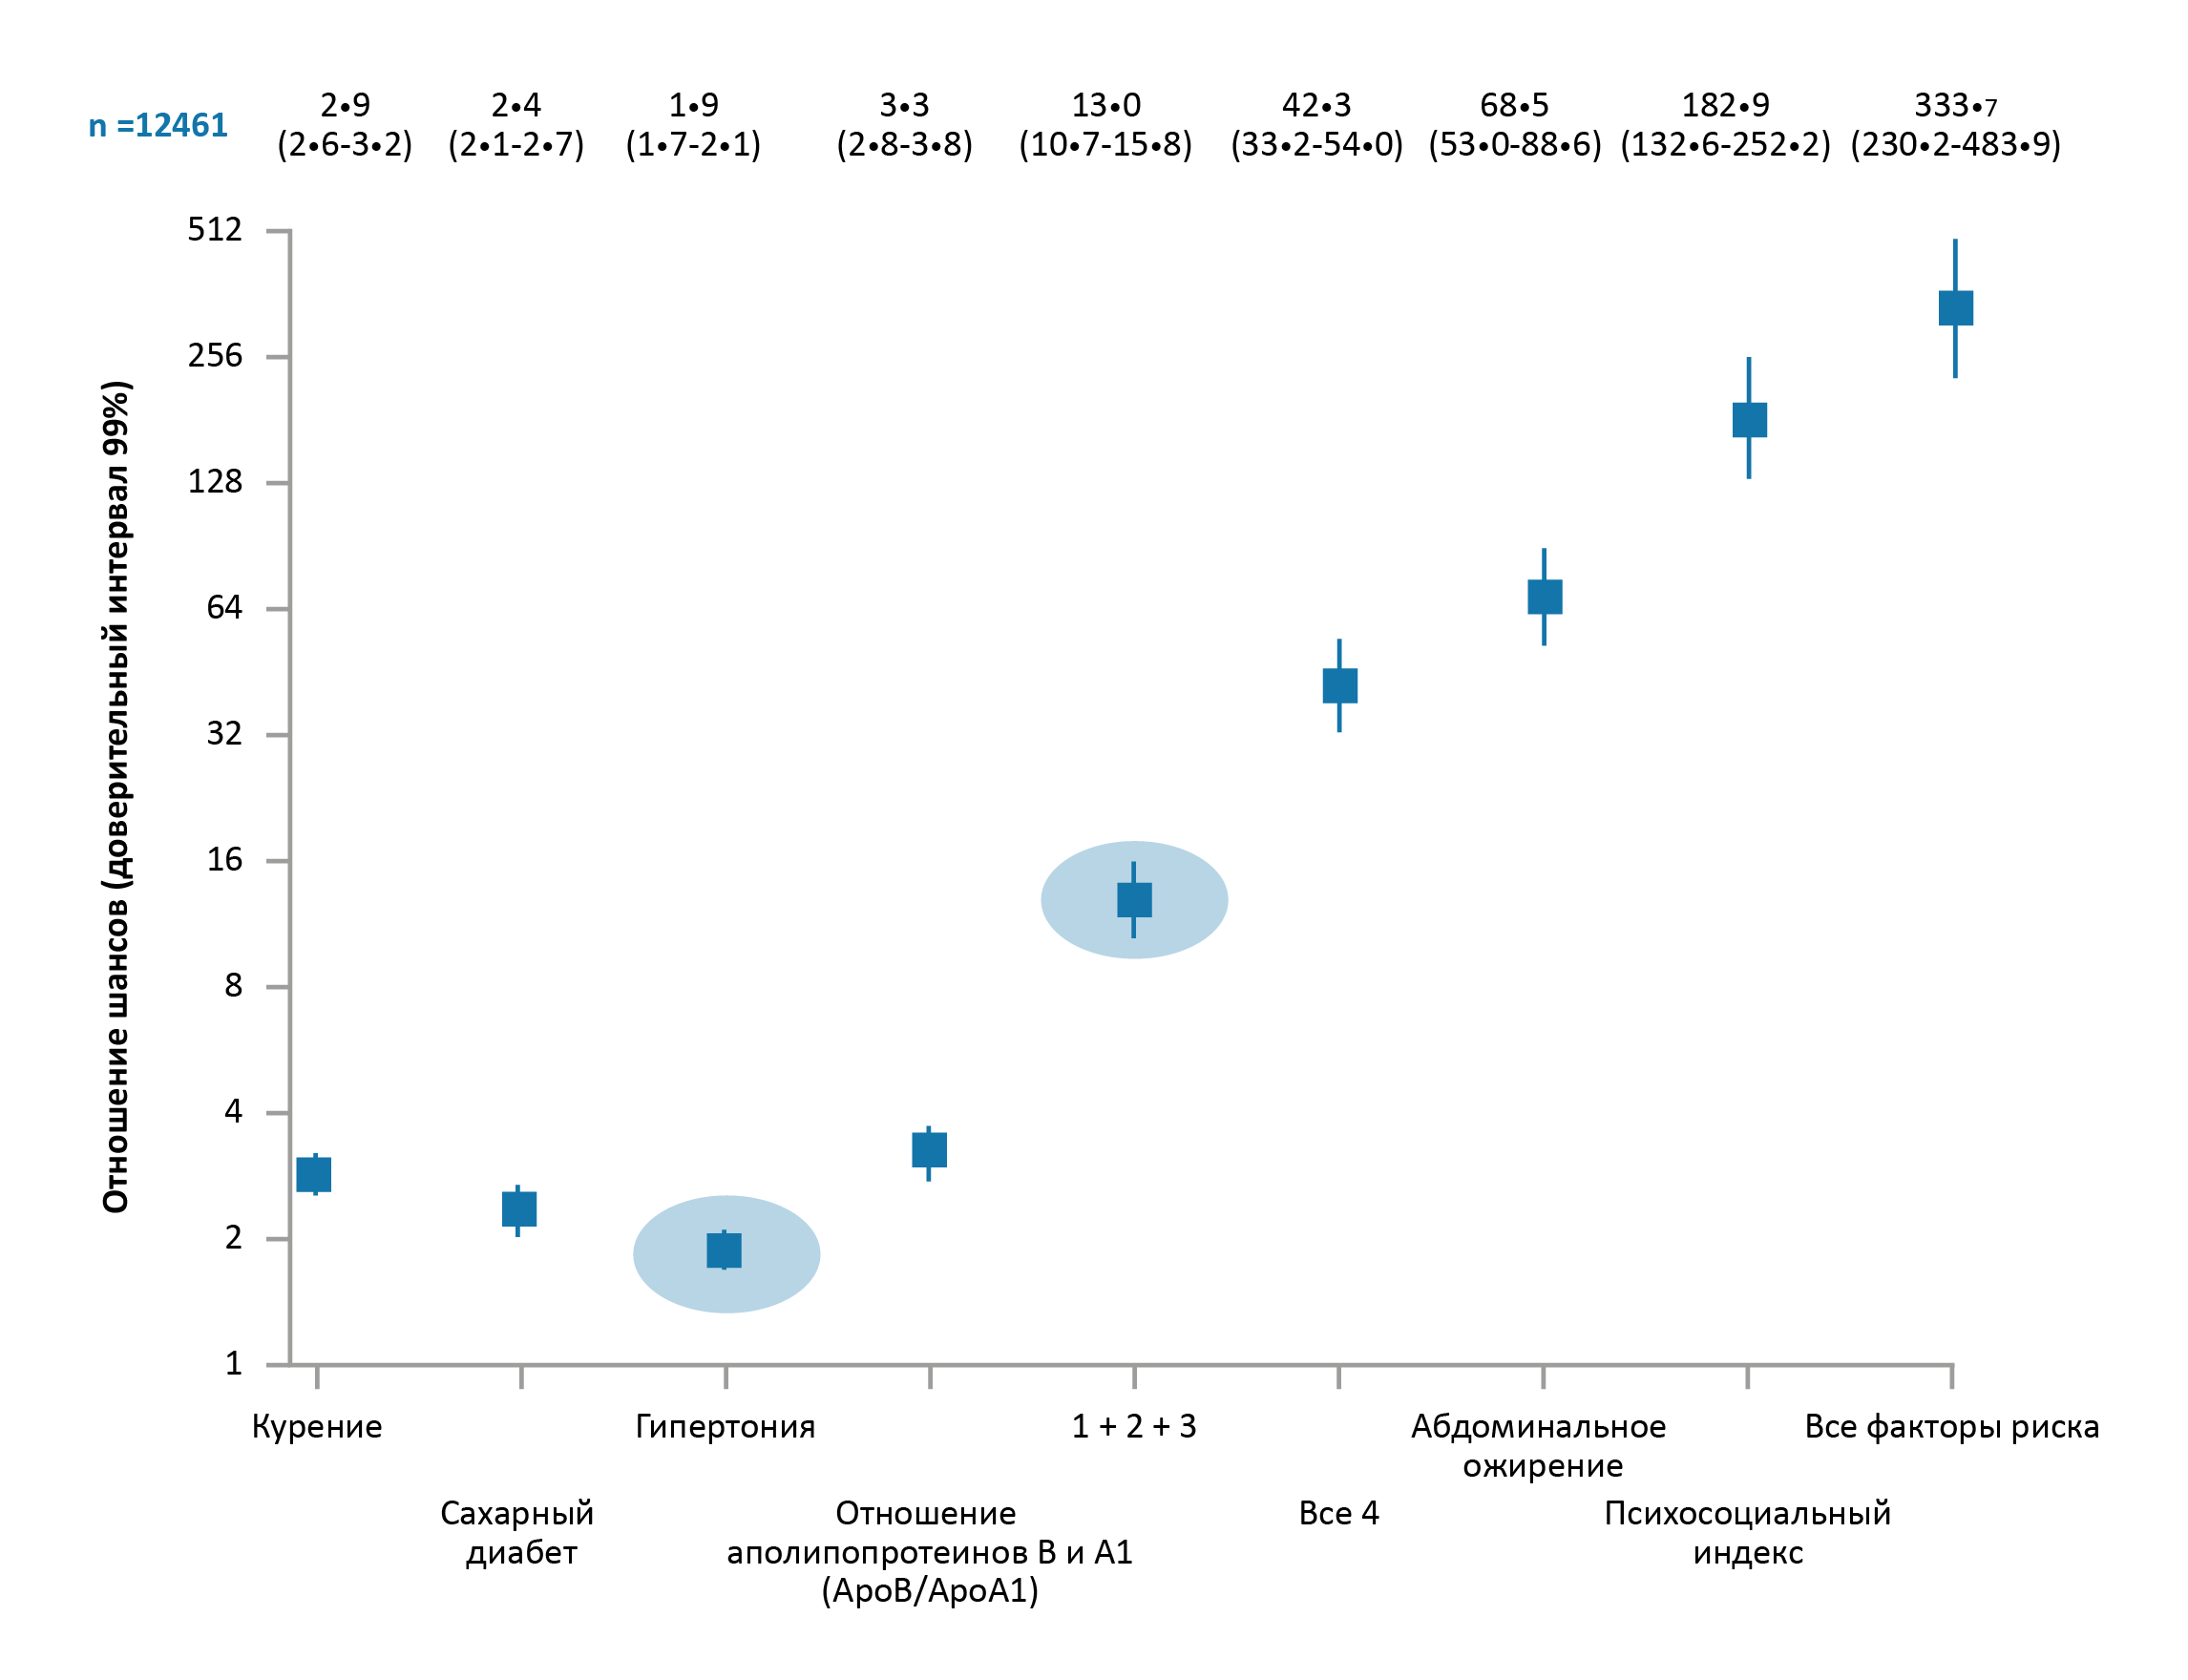 n =12461
2•9
(2•6-3•2)
2•4
(2•1-2•7)
1•9
(1•7-2•1)
3•3
(2•8-3•8)
13•0
(10•7-15•8)
42•3
(33•2-54•0)
68•5
(53•0-88•6)
182•9
(132•6-252•2)
333•7
(230•2-483•9)
Отношение шансов (доверительный интервал 99%)
512
256
128
64
32
16
8
4
2
1
Курение
Сахарный
диабет
Гипертония
Отношение
аполипопротеинов В и А1
(ApoB/ApoA1)
1 + 2 + 3
Все 4
Абдоминальное
ожирение
Психосоциальный
индекс
Все факторы риска